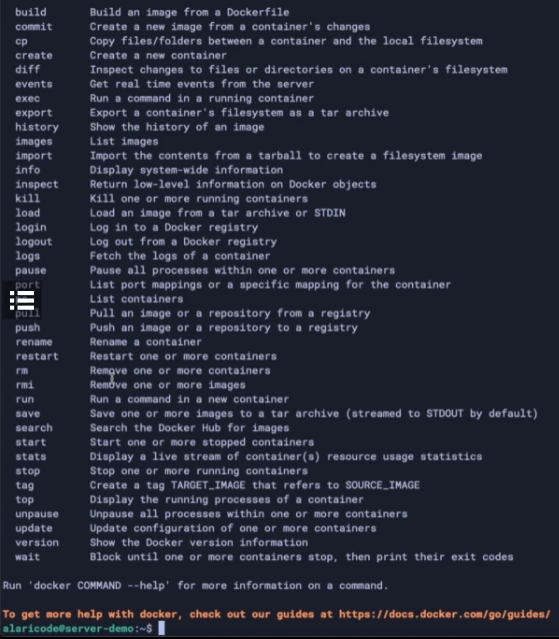 build Build an image from a Dockerfile
commit Create a new image from a container's changes
cp Copy files/folders between a container and the local filesystem
create Create a new container
diff Inspect changes to files or directories on a container's filesystem
events Get real time events from the server
exec Run a command in a running container
export Export a container's filesystem as a tar archive
history Show the history of an image
images List images
import Import the contents from a tarball to create a filesystem image
info Display system-wide information
inspect Return low-level information on Docker objects
kill Kill one or more running containers
load Load an image from a tar archive or STDIN
login Log in to a Docker registry
logout Log out from a Docker registry
logs Fetch the logs of a container
pause Pause all processes within one or more containers
port List port mappings or a specific mapping for the container
List containers
pull Pull an image or a repository from a registry
push Push an image or a repository to a registry
rename Rename a container
restart Restart one or more containers
rm Remove one or more containers
rmi Remove one or more images
run Run a command in a new container
save Save one or more images to a tar archive (streamed to STDOUT by default)
search Search the Docker Hub for images
start Start one or more stopped containers
stats Display a live stream of container(s) resource usage statistics
stop Stop one or more running containers
tag Create a tag TARGET_IMAGE that refers to SOURCE_IMAGE
top Display the running processes of a container
unpause Unpause all processes within one or more containers
update Update configuration of one or more containers
version Show the Docker version information
wait Block until one or more containers stop, then print their exit codes
Run 'docker COMMAND --help' for more information on a command.
To get more help with docker, check out our guides at https://docs.docker.com/go/guides/
alaricode@server-demo:~$